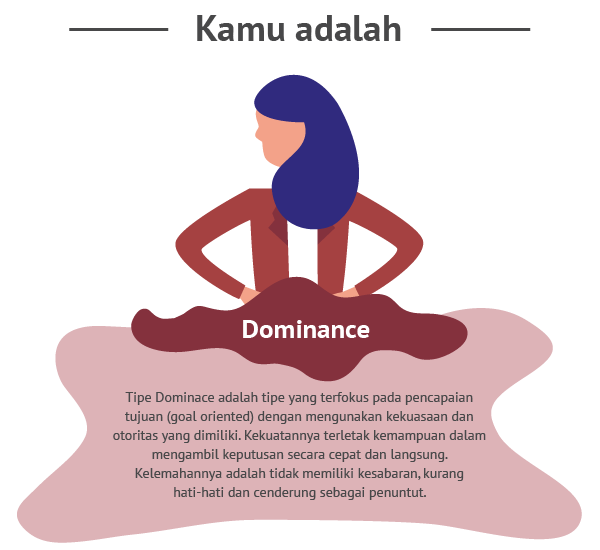 Kamu adalah
Dominance
Tipe Dominace adalah tipe yang terfokus pada pencapaian
tujuan (goal oriented) dengan mengunakan kekuasaan dan
otoritas yang dimiliki. Kekuatannya terletak kemampuan dalam
mengambil keputusan secara cepat dan langsung.
Kelemahannya adalah tidak memiliki kesabaran, kurang
hati-hati dan cenderung sebagai penuntut.